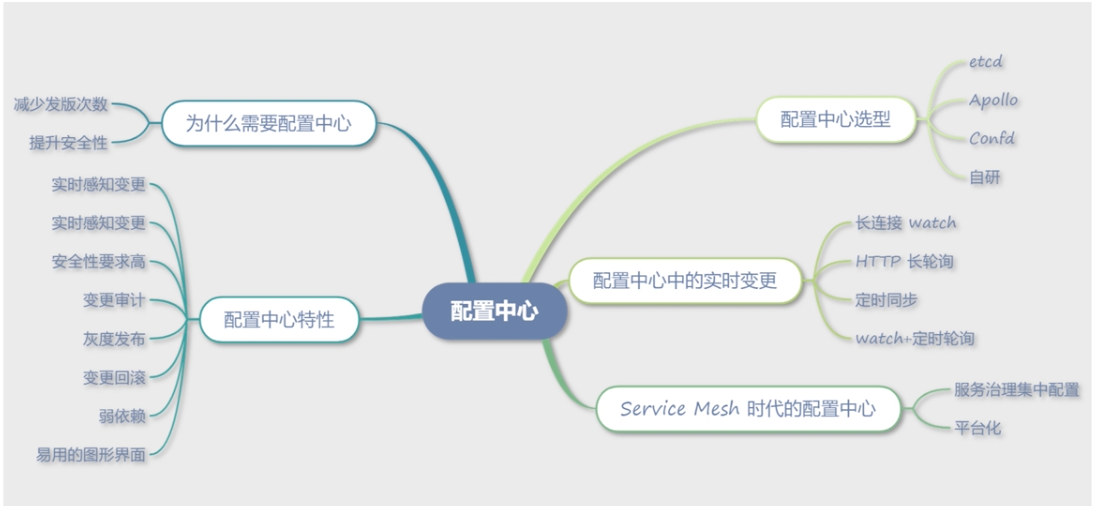 配置中心
为什么需要配置中心
减少发版次数
提升安全性
配置中心特性
实时感知变更
实时感知变更
安全性要求高
变更审计
灰度发布
变更回滚
弱依赖
易用的图形界面
配置中心选型
etcd
Apollo
Confd
自研
配置中心中的实时变更
长连接 watch
HTTP 长轮询
定时同步
watch+定时轮询
Service Mesh 时代的配置中心
服务治理集中配置
平台化